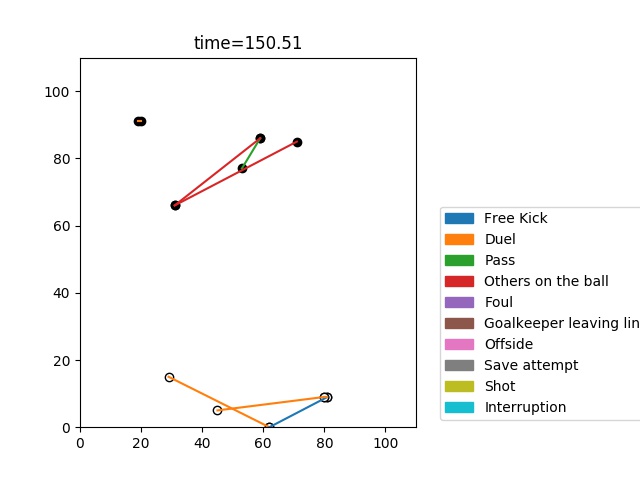 time=150.51
100
80
60
40
20
0
0 20 40 60 80 100
Free Kick
Duel
Pass
Others on the ball
Foul
Goalkeeper leaving lin
Offside
Save attempt
Shot
Interruption